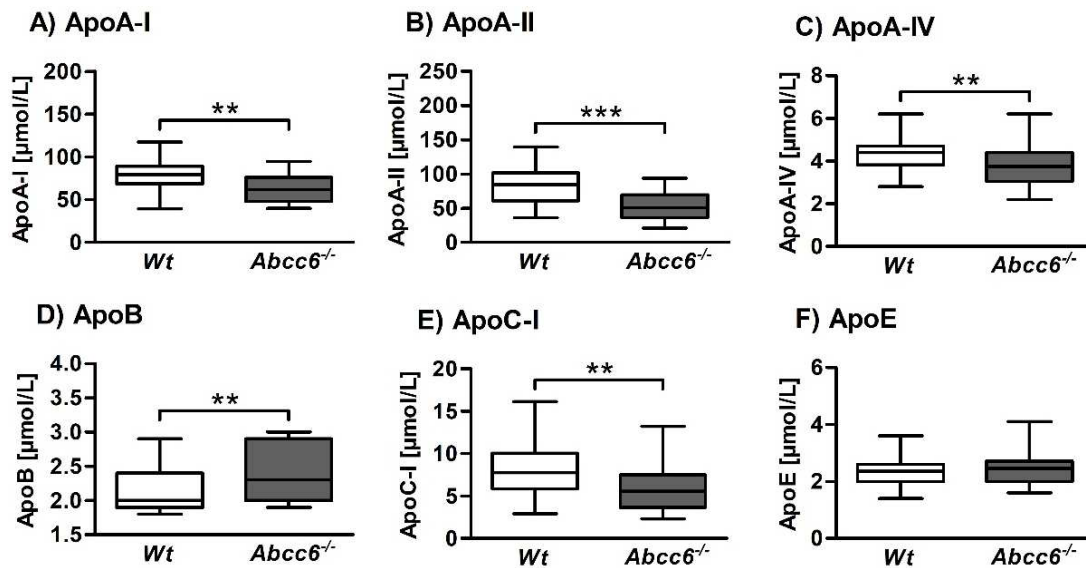 A) ApoA-I
ApoA-I [µmol/L]
200
150
100
50
0
**
Wt Abcc6-/-
B) ApoA-II
ApoA-II [µmol/L]
250
200
150
100
50
0
***
Wt Abcc6-/-
C) ApoA-IV
ApoA-IV [µmol/L]
8
6
4
2
0
**
Wt Abcc6-/-
D) ApoB
ApoB [µmol/L]
4.0
3.5
3.0
2.5
2.0
1.5
**
Wt Abcc6-/-
E) ApoC-I
ApoC-I [µmol/L]
20
15
10
5
0
**
Wt Abcc6-/-
F) ApoE
ApoE [µmol/L]
6
4
2
0
Wt Abcc6-/-